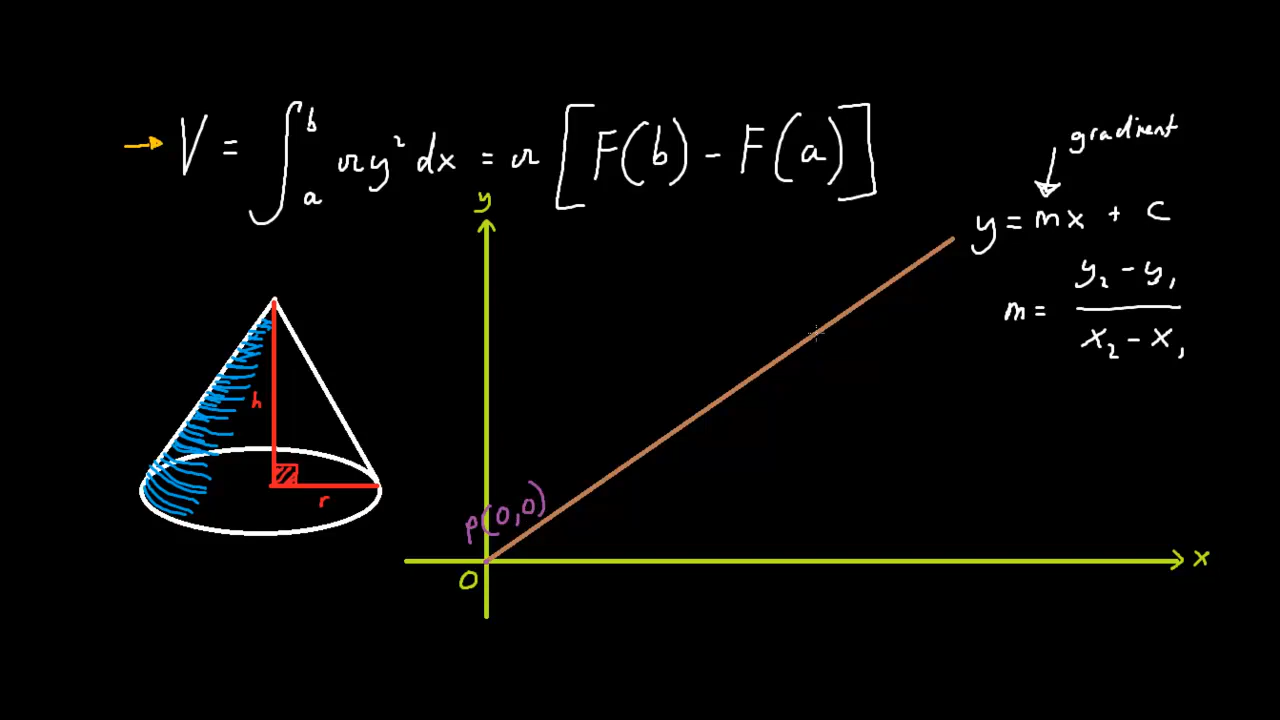 V = ∫ₐᵇ πy² dx = π [F(b) - F(a)]
gradient
y = mx + c
m = (y₂ - y₁)/(x₂ - x₁)
y
h
r
P(0,0)
O
x